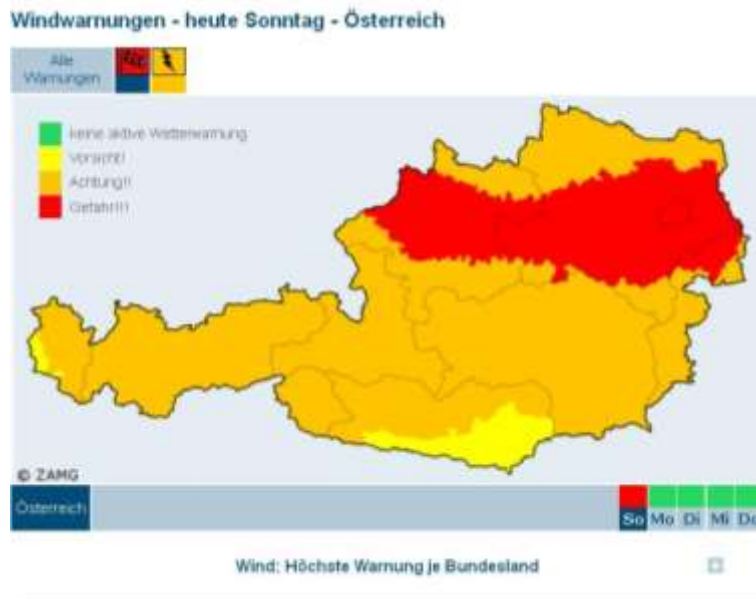 Windwarnungen - heute Sonntag - Österreich
Alle
Warnungen
keine aktive Wetterwarnung
Vorsicht!
Achtung!!
Gefahr!!!
© ZAMG
Österreich
So Mo Di Mi Do
Wind: Höchste Warnung je Bundesland